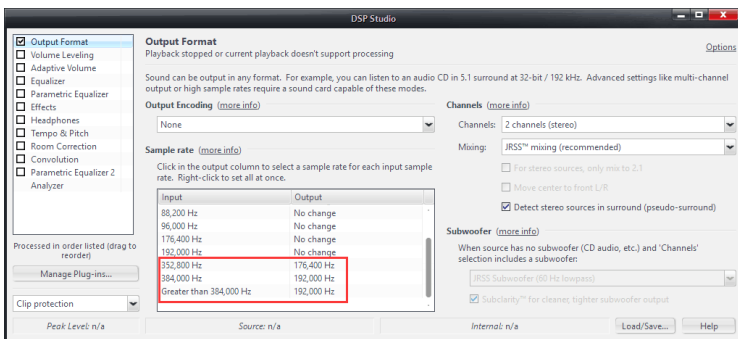 DSP Studio
Output Format
Volume Leveling
Adaptive Volume
Equalizer
Parametric Equalizer
Effects
Headphones
Tempo & Pitch
Room Correction
Convolution
Parametric Equalizer 2
Analyzer
Processed in order listed (drag to
reorder)
Manage Plug-ins...
Clip protection
Output Format
Playback stopped or current playback doesn't support processing
Options
Sound can be output in any format. For example, you can listen to an audio CD in 5.1 surround at 32-bit / 192 kHz. Advanced settings like multi-channel
output or high sample rates require a sound card capable of these modes.
Output Encoding (more info)
None
Sample rate (more info)
Click in the output column to select a sample rate for each input sample
rate. Right-click to set all at once.
Input Output
88,200 Hz No change
96,000 Hz No change
176,400 Hz No change
192,000 Hz No change
352,800 Hz 176,400 Hz
384,000 Hz 192,000 Hz
Greater than 384,000 Hz 192,000 Hz
Channels (more info)
Channels: 2 channels (stereo)
Mixing: JRSS™ mixing (recommended)
For stereo sources, only mix to 2.1
Move center to front L/R
Detect stereo sources in surround (pseudo-surround)
Subwoofer (more info)
When source has no subwoofer (CD audio, etc.) and 'Channels'
selection includes a subwoofer:
JRSS Subwoofer (60 Hz lowpass)
Subclarity™ for cleaner, tighter subwoofer output
Peak Level: n/a
Source: n/a
Internal: n/a
Load/Save...
Help